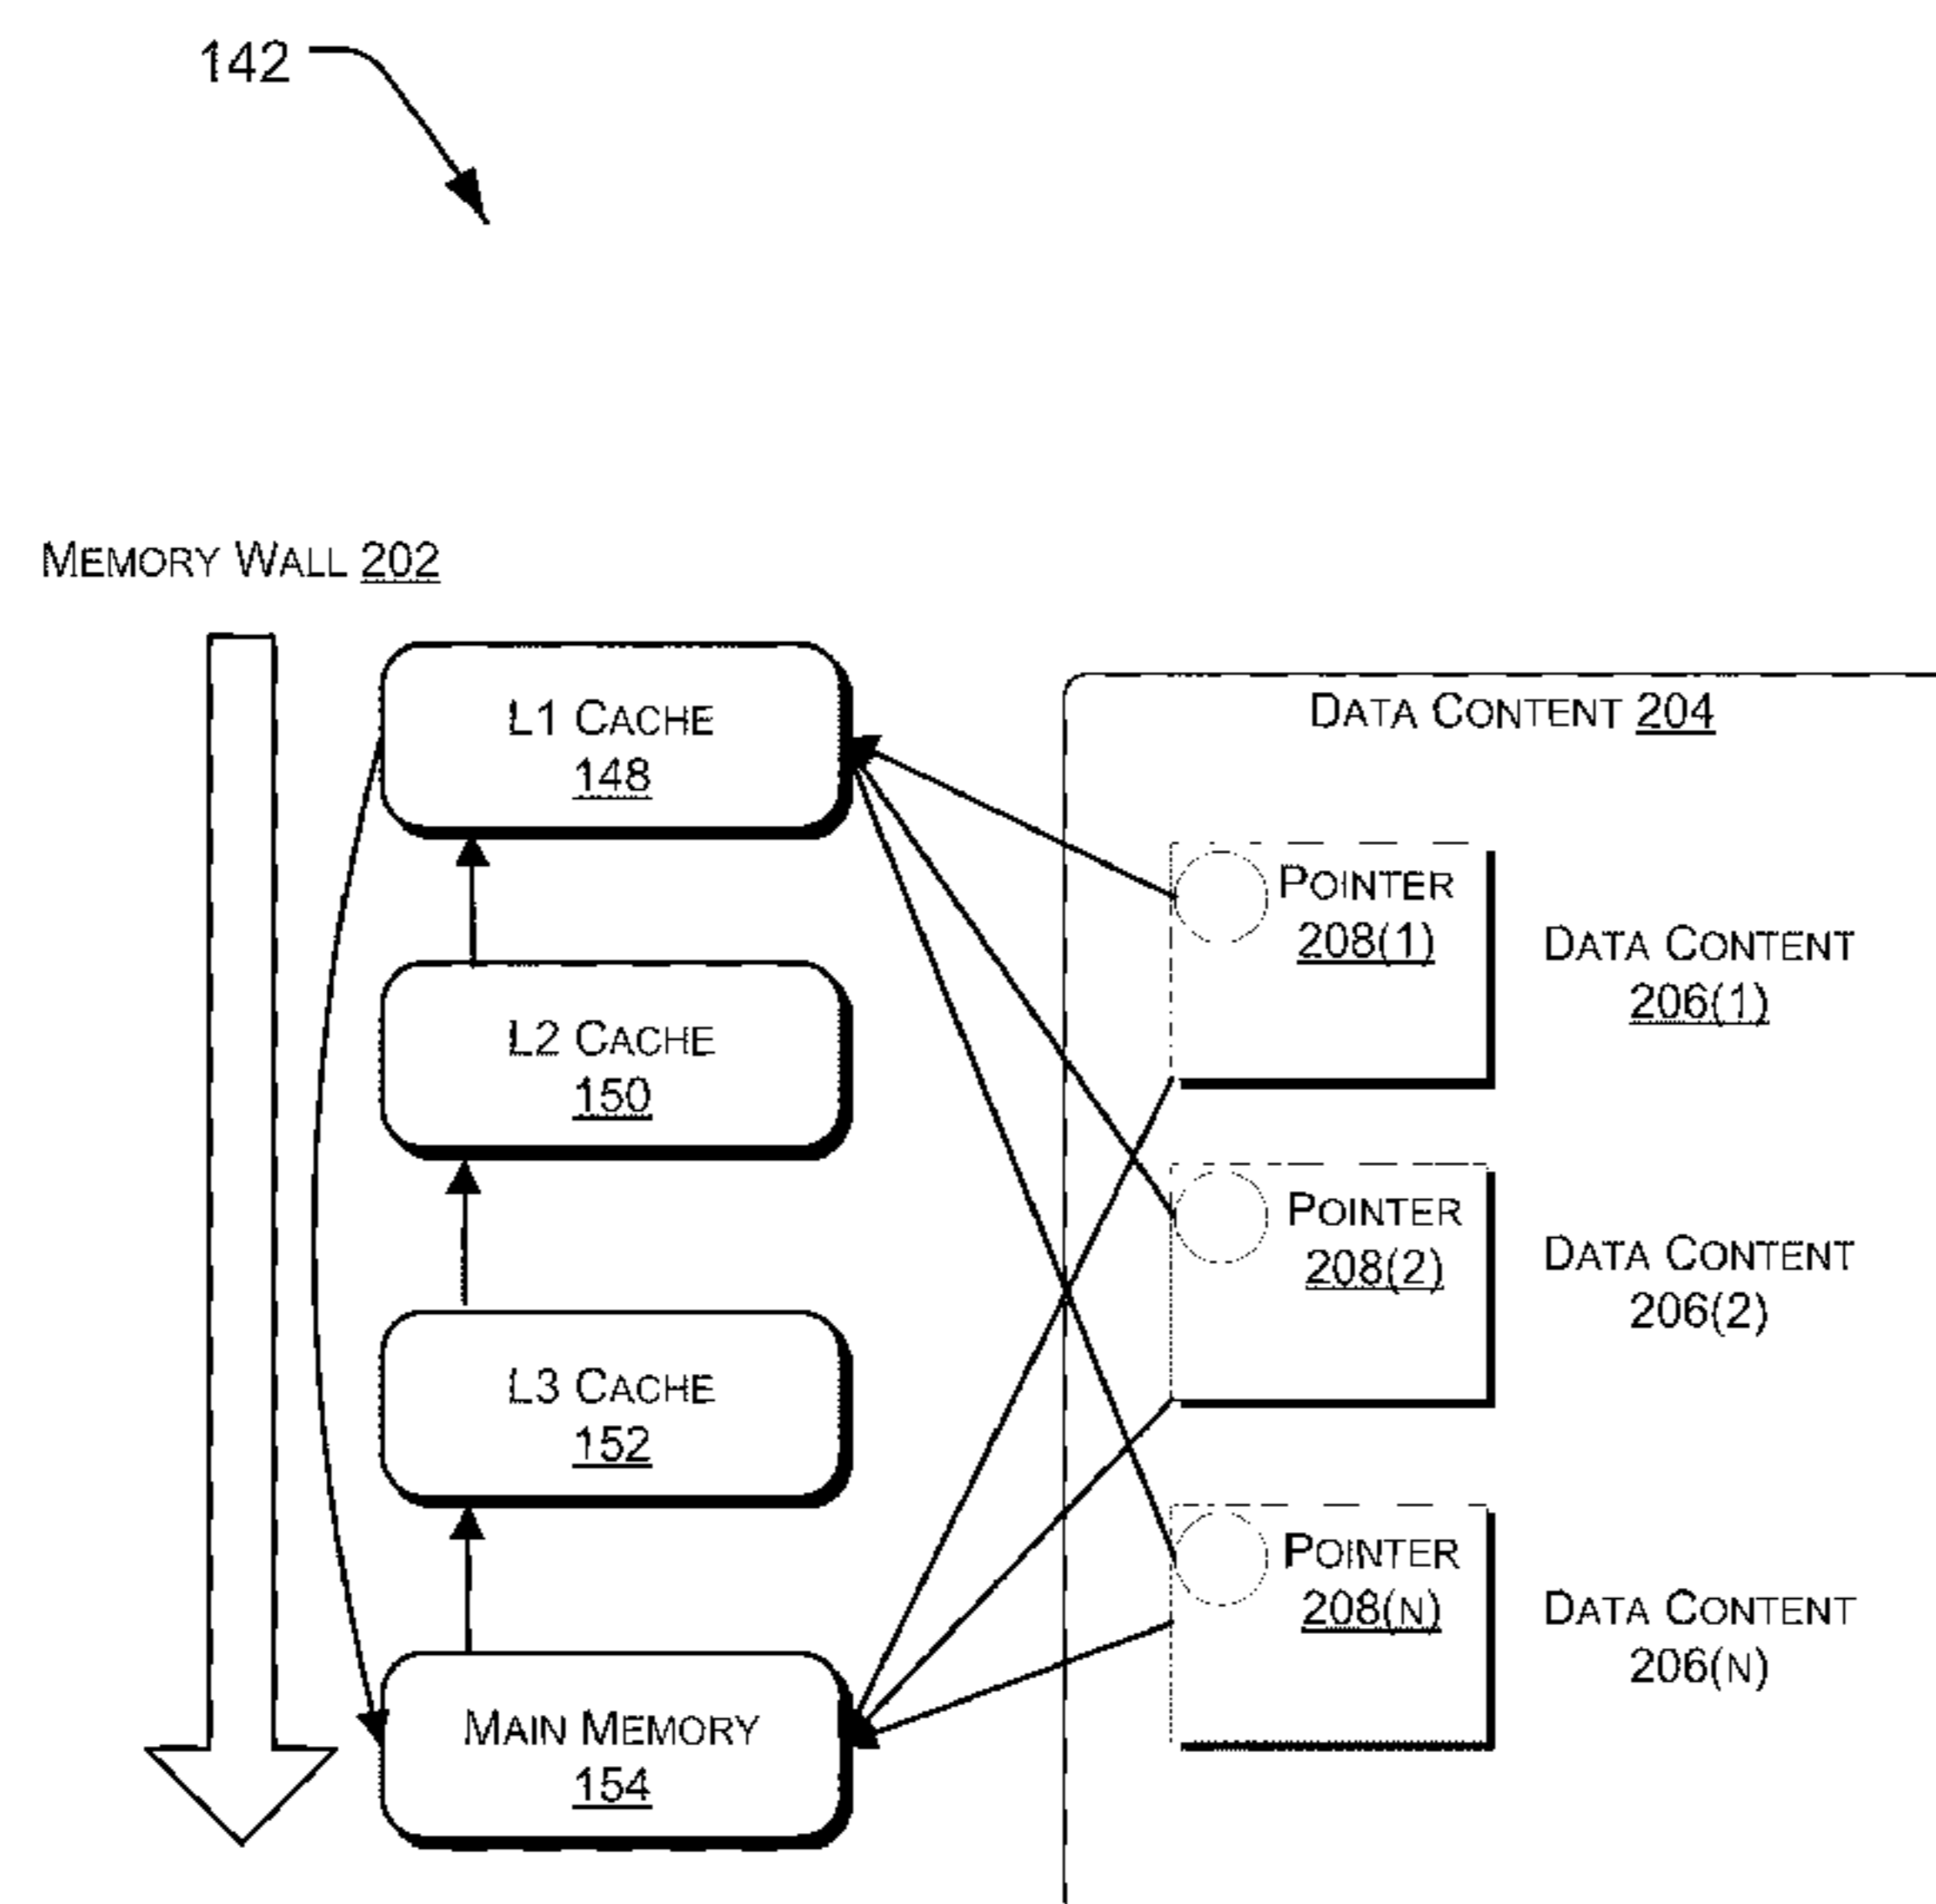 142
MEMORY WALL 202
L1 CACHE
148
L2 CACHE
150
L3 CACHE
152
MAIN MEMORY
154
DATA CONTENT 204
POINTER
208(1)
DATA CONTENT
206(1)
POINTER
208(2)
DATA CONTENT
206(2)
POINTER
208(N)
DATA CONTENT
206(N)